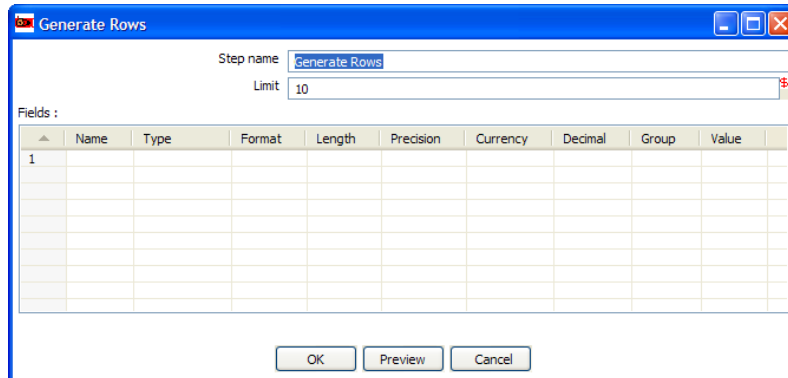 Generate Rows
Step name Generate Rows
Limit 10 $
Fields :
Name Type Format Length Precision Currency Decimal Group Value
1
OK Preview Cancel